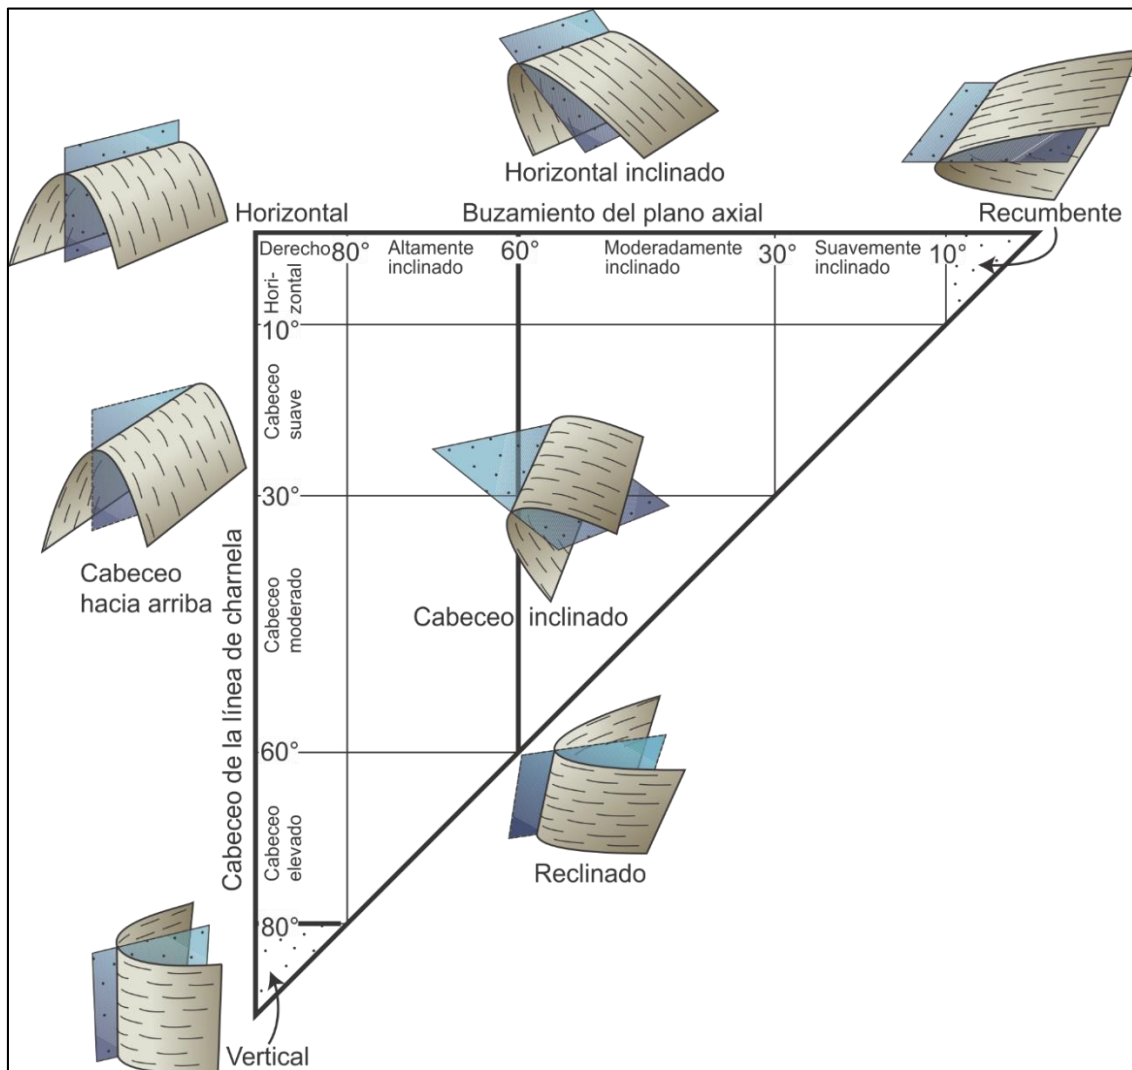 Horizontal inclinado
Horizontal
Buzamiento del plano axial
Recumbente
Derecho
80°
Altamente
inclinado
60°
Moderadamente
inclinado
30°
Suavemente
inclinado
10°
Hori-
zontal
10°
Cabeceo
suave
30°
Cabeceo
hacia arriba
Cabeceo de la línea de charnela
Cabeceo
moderado
Cabeceo inclinado
60°
Cabeceo
elevado
Reclinado
80°
Vertical